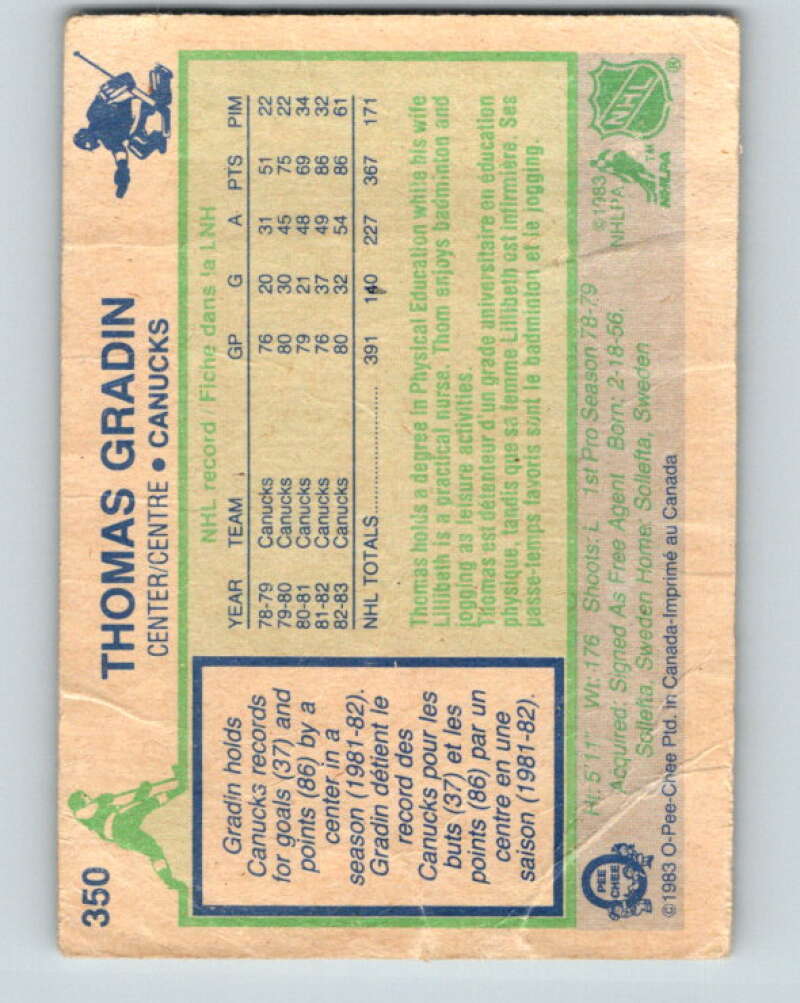 350
THOMAS GRADIN
CENTER/CENTRE • CANUCKS
Gradin holds
Canucks records
for goals (37) and
points (86) by a
center in a
season (1981-82).
Gradin détient le
record des
Canucks pour les
buts (37) et les
points (86) par un
centre en une
saison (1981-82).
NHL record / Fiche dans la LNH
YEAR TEAM GP G A PTS PIM
78-79 Canucks 76 20 31 51 22
79-80 Canucks 80 30 45 75 22
80-81 Canucks 79 21 48 69 34
81-82 Canucks 76 37 49 86 32
82-83 Canucks 80 32 54 86 61
NHL TOTALS 391 140 227 367 171
Thomas holds a degree in Physical Education while his wife
Lillibeth is a practical nurse. Thom enjoys badminton and
jogging as leisure activities.
Thomas est détenteur d'un grade universitaire en éducation
physique, tandis que sa femme Lillibeth est infirmière. Ses
passe-temps favoris sont le badminton et le jogging.
Ht: 5'11" Wt: 176 Shoots: L 1st Pro Season 78-79
Acquired: Signed As Free Agent Born: 2-18-56,
Sollefta, Sweden Home: Sollefta, Sweden
©1983
NHLPA
NHL
®
TM
NHLPA
O
PEE
CHEE
©1983 O-Pee-Chee Ptd. in Canada-Imprimé au Canada